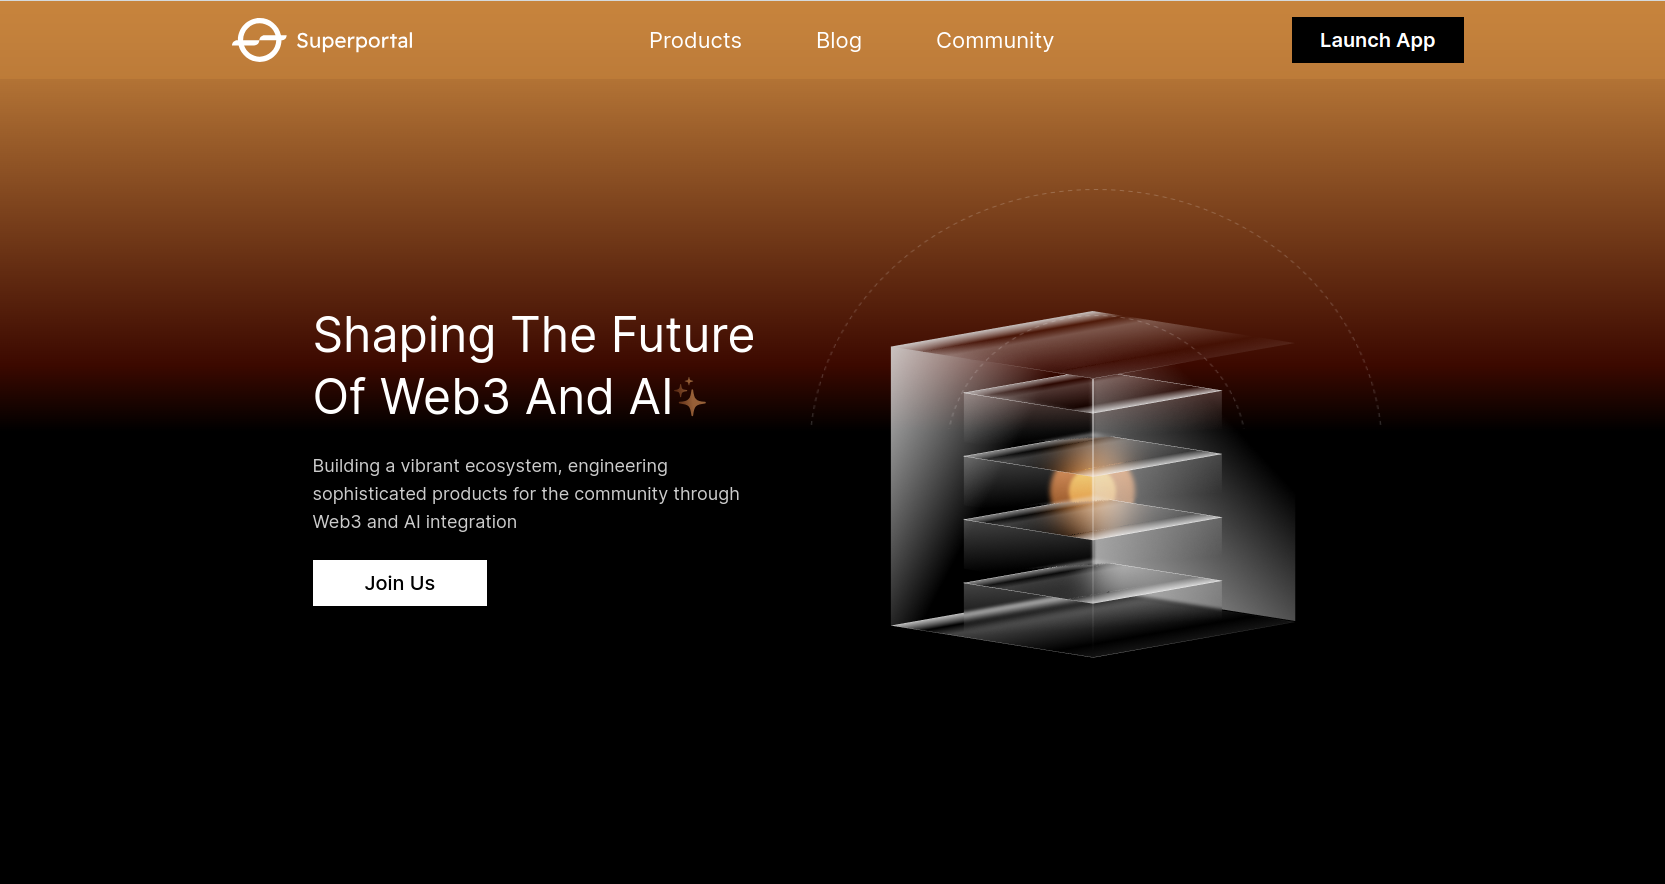 Superportal
Products
Blog
Community
Launch App
Shaping The Future
Of Web3 And AI
Building a vibrant ecosystem, engineering
sophisticated products for the community through
Web3 and AI integration
Join Us